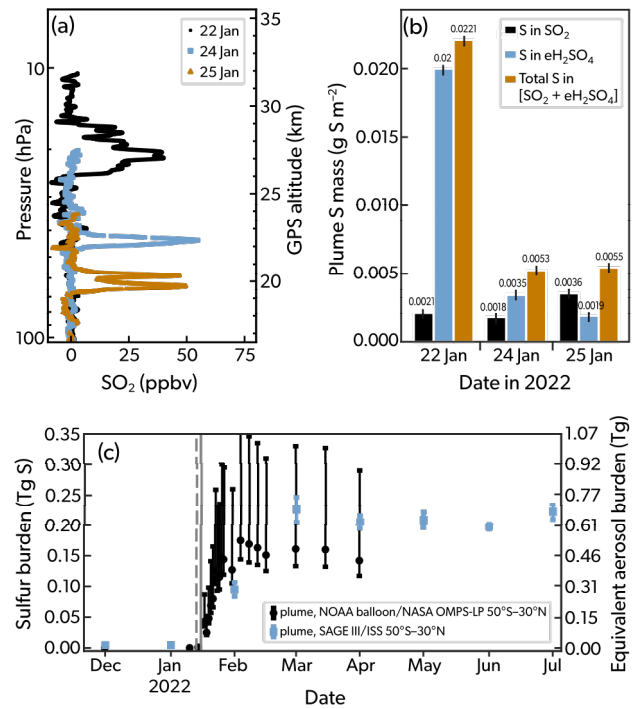 (a)
22 Jan
24 Jan
25 Jan
10
100
Pressure (hPa)
35
30
25
20
GPS altitude (km)
0
25
50
75
SO₂ (ppbv)
(b)
S in SO₂
S in eH₂SO₄
Total S in
[SO₂ + eH₂SO₄]
0.020
0.015
0.010
0.005
0.000
Plume S mass (g S m⁻²)
0.0021
0.02
0.0221
0.0018
0.0035
0.0053
0.0036
0.0019
0.0055
22 Jan
24 Jan
25 Jan
Date in 2022
(c)
0.35
0.30
0.25
0.20
0.15
0.10
0.05
0.00
Sulfur burden (Tg S)
1.07
0.92
0.77
0.61
0.46
0.31
0.15
0.00
Equivalent aerosol burden (Tg)
plume, NOAA balloon/NASA OMPS-LP 50°S–30°N
plume, SAGE III/ISS 50°S–30°N
Dec
Jan
2022
Feb
Mar
Apr
May
Jun
Jul
Date